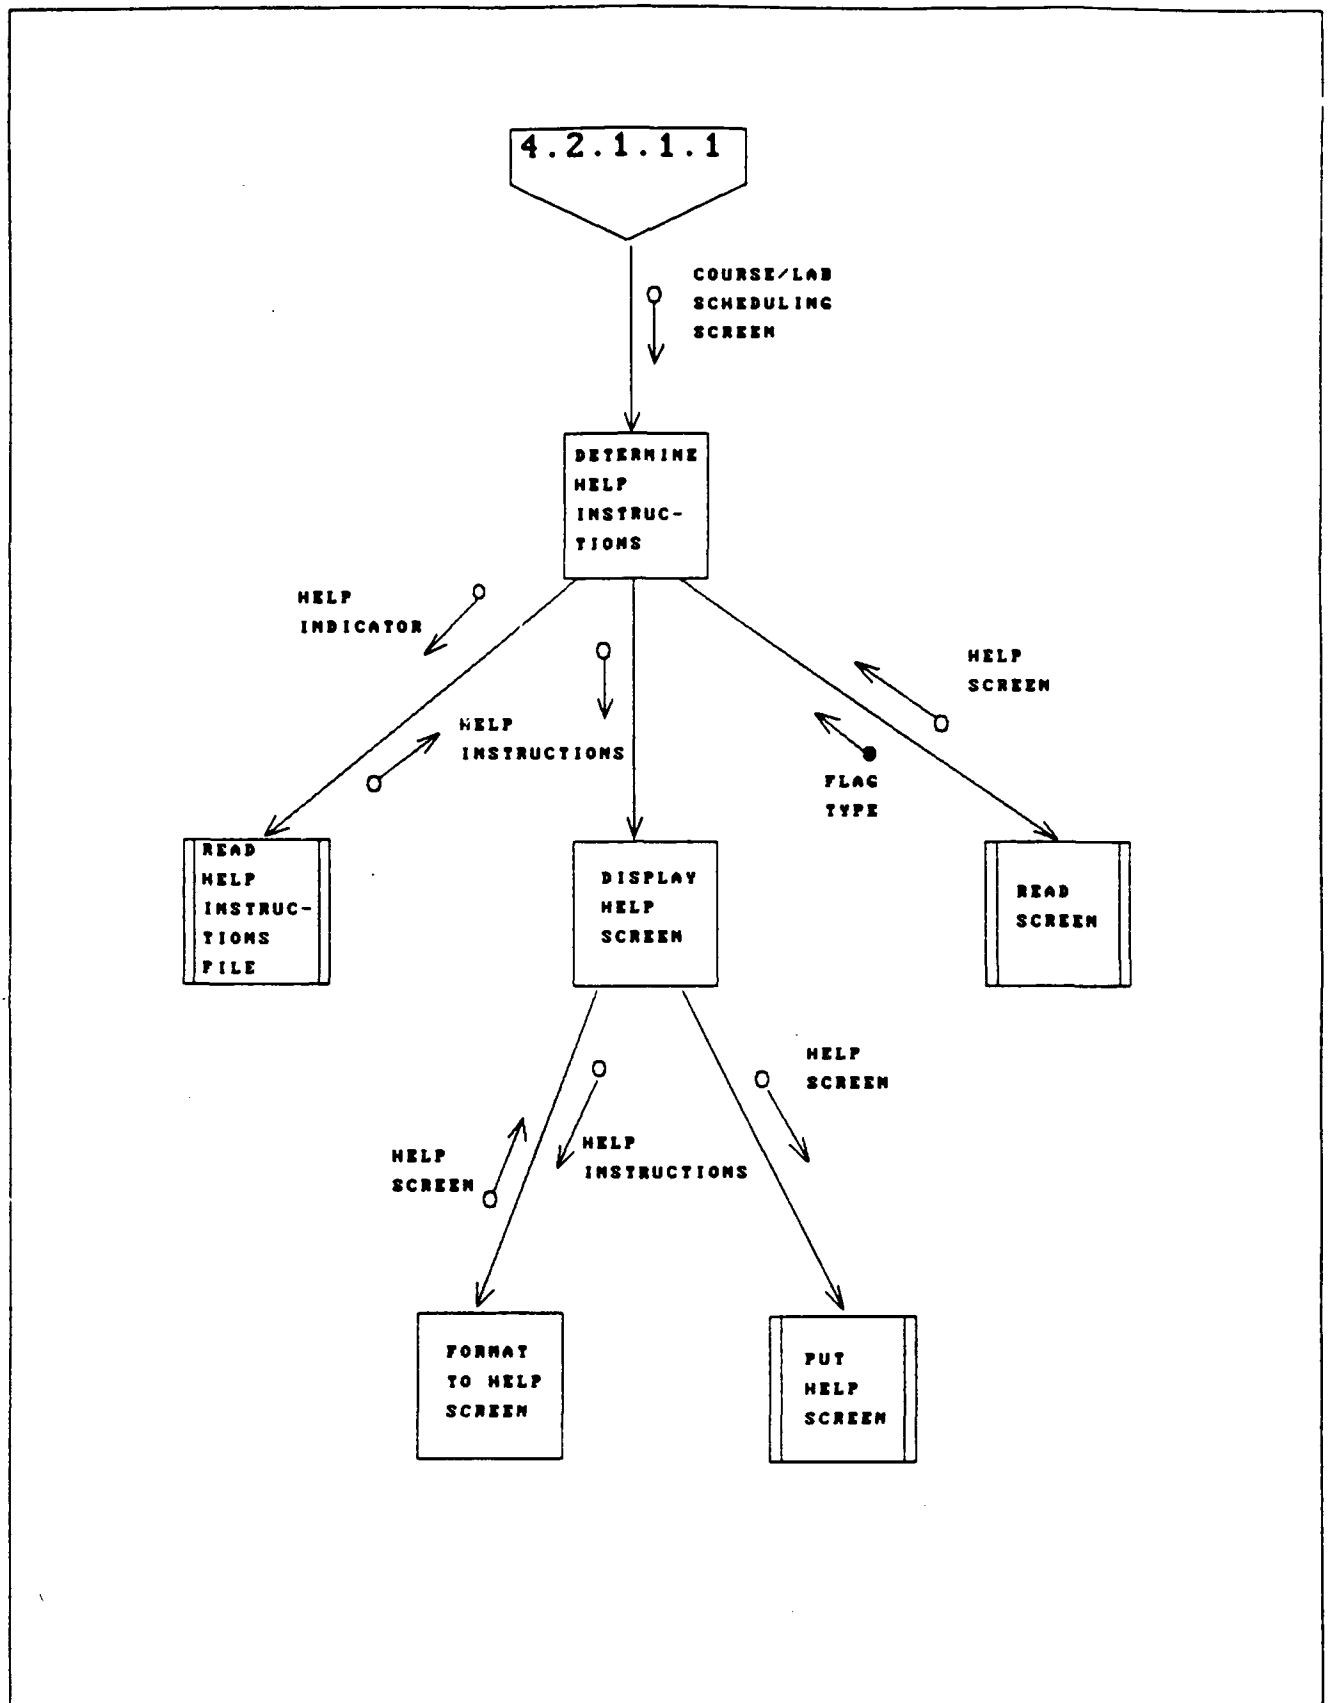 4.2.1.1.1
COURSE/LAB
SCHEDULING
SCREEN
DETERMINE
HELP
INSTRUC-
TIONS
HELP
INDICATOR
HELP
SCREEN
HELP
INSTRUCTIONS
FLAG
TYPE
READ
HELP
INSTRUC-
TIONS
FILE
DISPLAY
HELP
SCREEN
READ
SCREEN
HELP
SCREEN
HELP
INSTRUCTIONS
HELP
SCREEN
FORMAT
TO HELP
SCREEN
PUT
HELP
SCREEN